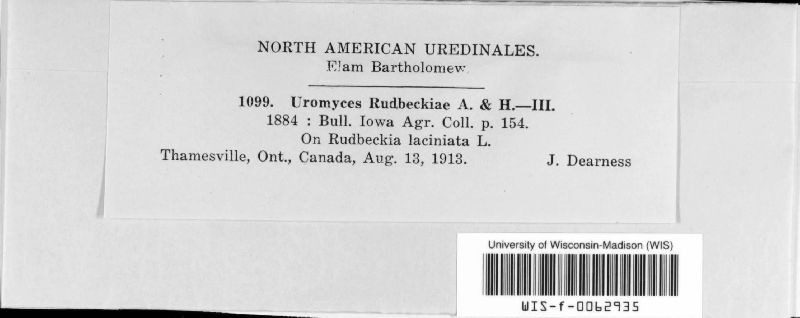 NORTH AMERICAN UREDINALES.
Elam Bartholomew
1099. Uromyces Rudbeckiae A. & H.—III.
1884 : Bull. Iowa Agr. Coll. p. 154.
On Rudbeckia laciniata L.
Thamesville, Ont., Canada, Aug. 13, 1913. J. Dearness
University of Wisconsin-Madison (WIS)
WIS-f-0062935